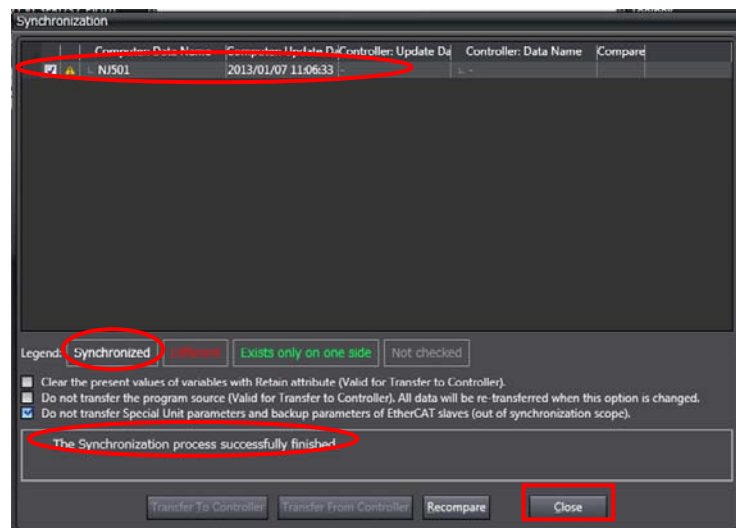 Synchronization
Computer: Data Name Computer: Update Da Controller: Update Da Controller: Data Name Compare
NJ501 2013/01/07 11:06:33 - -
Legend: Synchronized Different Exists only on one side Not checked
Clear the present values of variables with Retain attribute (Valid for Transfer to Controller).
Do not transfer the program source (Valid for Transfer to Controller). All data will be re-transferred when this option is changed.
Do not transfer Special Unit parameters and backup parameters of EtherCAT slaves (out of synchronization scope).
The Synchronization process successfully finished.
Transfer To Controller Transfer From Controller Recompare Close